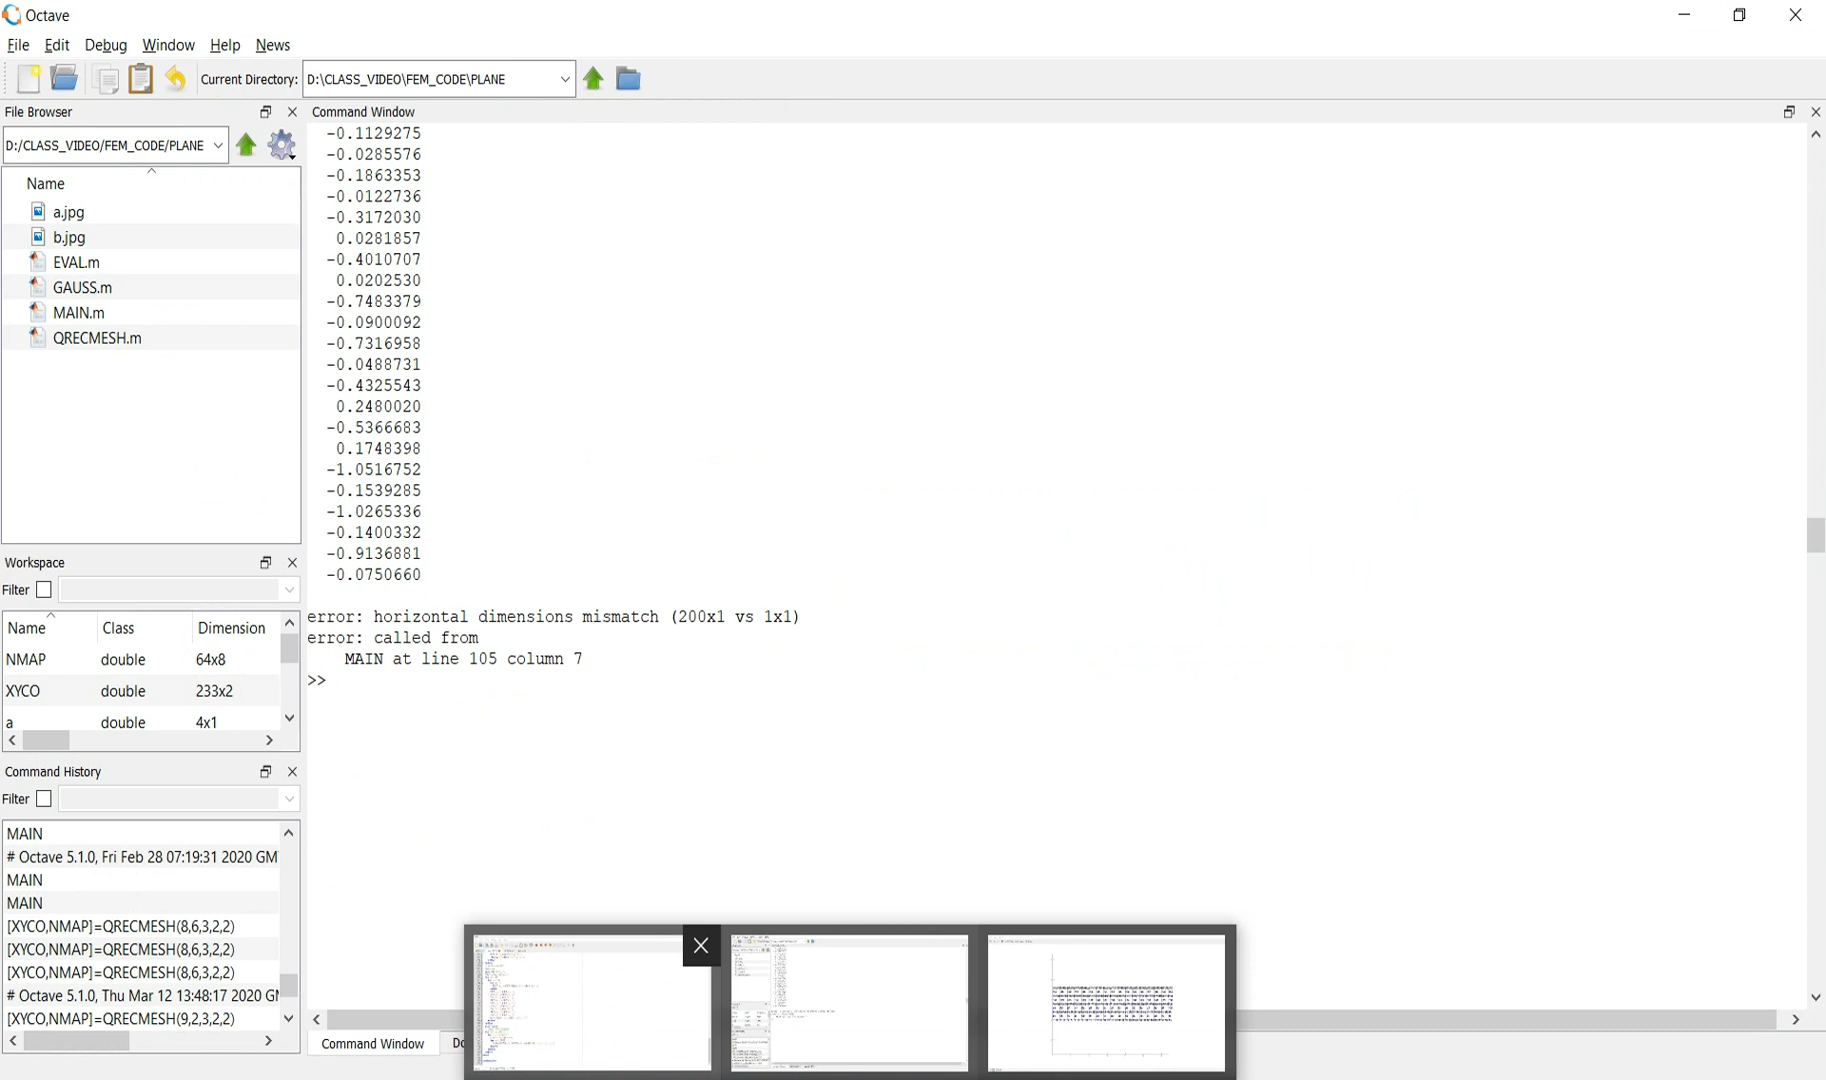 Octave
File Edit Debug Window Help News
Current Directory: D:\CLASS_VIDEO\FEM_CODE\PLANE
File Browser
Command Window
D:/CLASS_VIDEO/FEM_CODE/PLANE
Name
a.jpg
b.jpg
EVAL.m
GAUSS.m
MAIN.m
QRECMESH.m
-0.1129275
-0.0285576
-0.1863353
-0.0122736
-0.3172030
0.0281857
-0.4010707
0.0202530
-0.7483379
-0.0900092
-0.7316958
-0.0488731
-0.4325543
0.2480020
-0.5366683
0.1748398
-1.0516752
-0.1539285
-1.0265336
-0.1400332
-0.9136881
-0.0750660
error: horizontal dimensions mismatch (200x1 vs 1x1)
error: called from
MAIN at line 105 column 7
>>
Workspace
Filter
Name Class Dimension
NMAP double 64x8
XYCO double 233x2
a double 4x1
Command History
Filter
MAIN
# Octave 5.1.0, Fri Feb 28 07:19:31 2020 GM
MAIN
MAIN
[XYCO,NMAP]=QRECMESH(8,6,3,2,2)
[XYCO,NMAP]=QRECMESH(8,6,3,2,2)
[XYCO,NMAP]=QRECMESH(8,6,3,2,2)
# Octave 5.1.0, Thu Mar 12 13:48:17 2020 G
[XYCO,NMAP]=QRECMESH(9,2,3,2,2)
Command Window